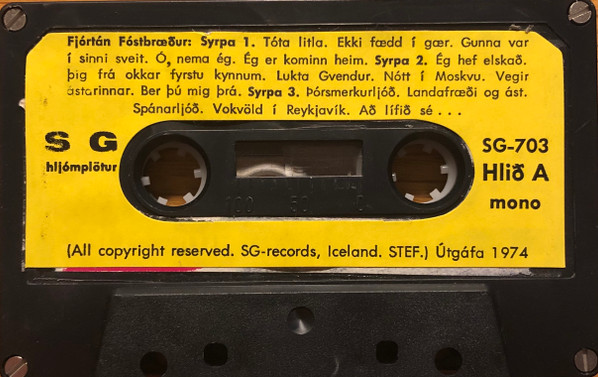 Fjórtán Fóstbræður: Syrpa 1. Tóta litla. Ekki fædd í gær. Gunna var
í sinni sveit. Ó, nema ég. Ég er kominn heim. Syrpa 2. Ég hef elskað.
þig frá okkar fyrstu kynnum. Lukta Gvendur. Nótt í Moskvu. Vegir
ástarinnar. Ber þú mig þrá. Syrpa 3. Þórsmerkurljóð. Landafræði og ást.
Spánarljóð. Vokvöld í Reykjavík. Að lífið sé . . .
S G
hljómplötur
SG-703
Hlið A
mono
100 50 0
(All copyright reserved. SG-records, Iceland. STEF.) Útgáfa 1974